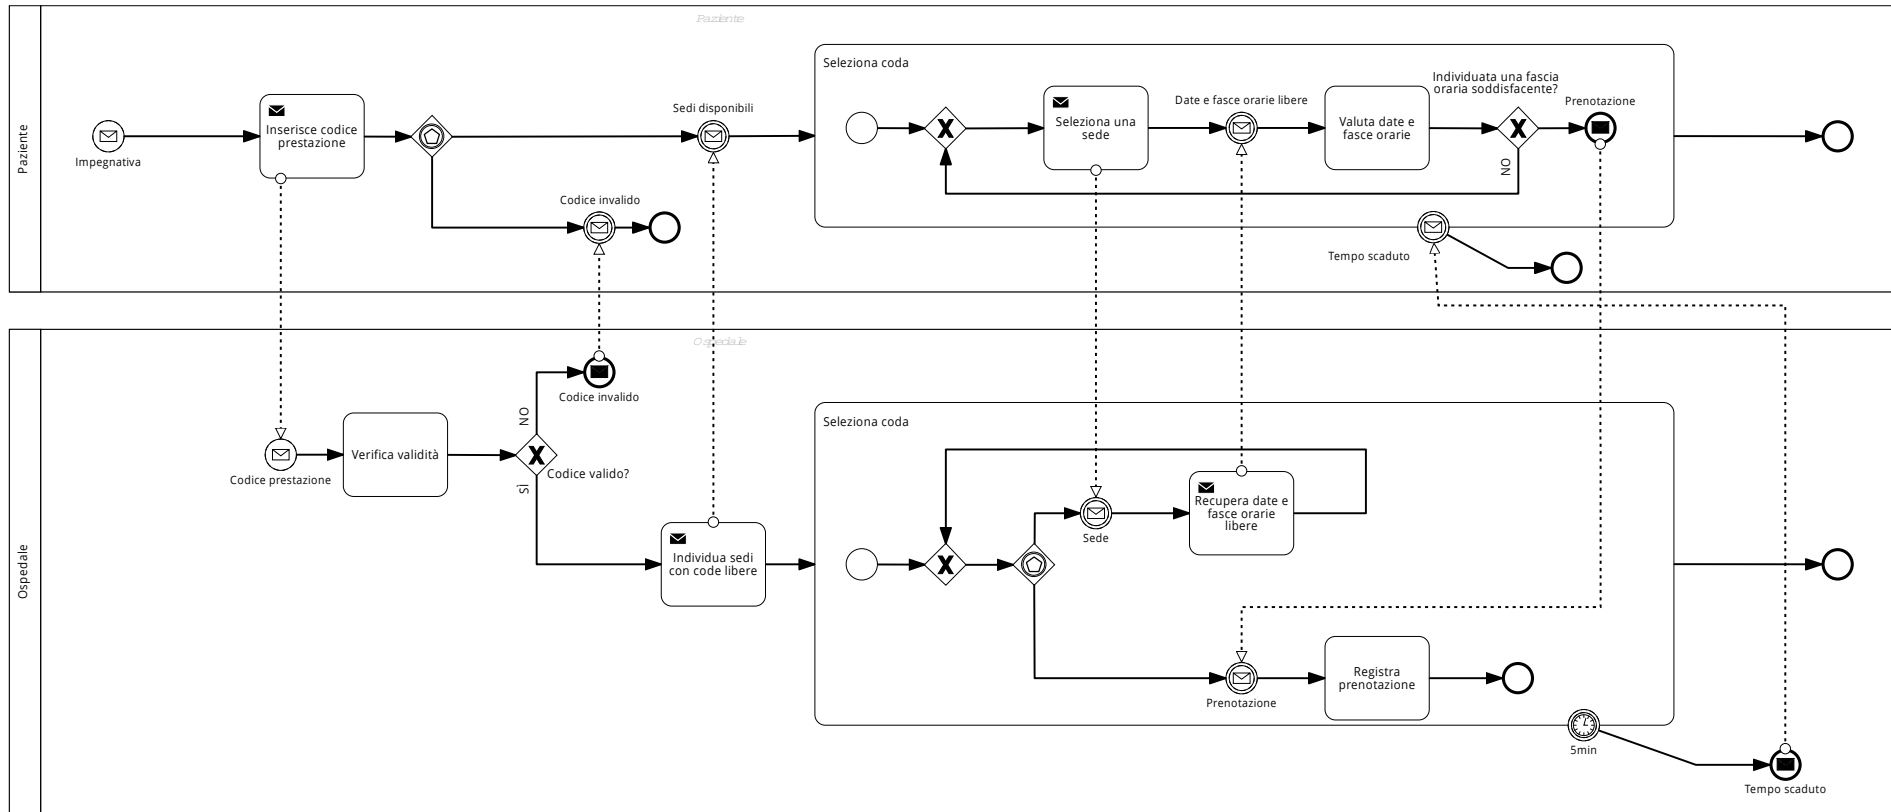 Paziente
Paziente
Impegnativa
Inserisce codice
prestazione
Codice invalido
Sedi disponibili
Seleziona coda
Seleziona una
sede
Date e fasce orarie libere
Valuta date e
fasce orarie
Individuata una fascia
oraria soddisfacente?
NO
Prenotazione
Tempo scaduto
Ospedale
Ospedale
Codice prestazione
Verifica validità
Codice valido?
NO
SÌ
Codice invalido
Individua sedi
con code libere
Seleziona coda
Sede
Recupera date e
fasce orarie
libere
Prenotazione
Registra
prenotazione
5min
Tempo scaduto